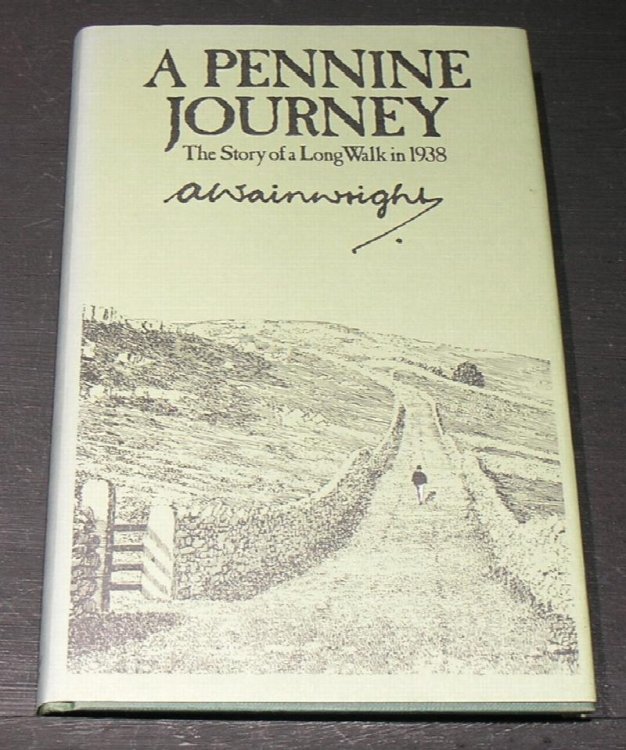 A PENNINE
JOURNEY
The Story of a Long Walk in 1938
AWainwright